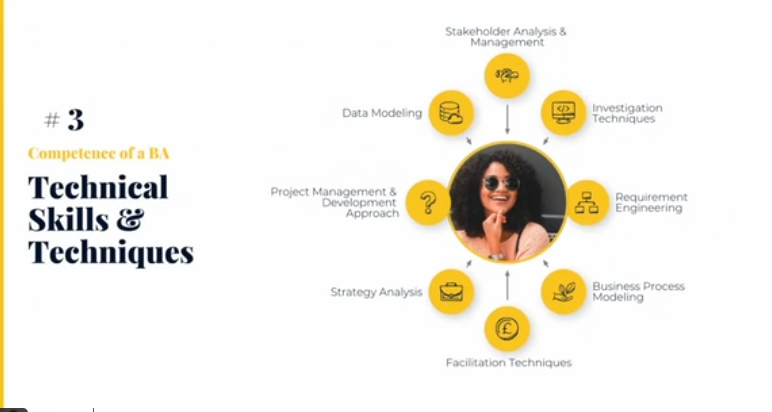 # 3
Competence of a BA
Technical
Skills &
Techniques
Stakeholder Analysis &
Management
Investigation
Techniques
Requirement
Engineering
Business Process
Modeling
Facilitation Techniques
Strategy Analysis
Project Management &
Development
Approach
Data Modeling
£
?